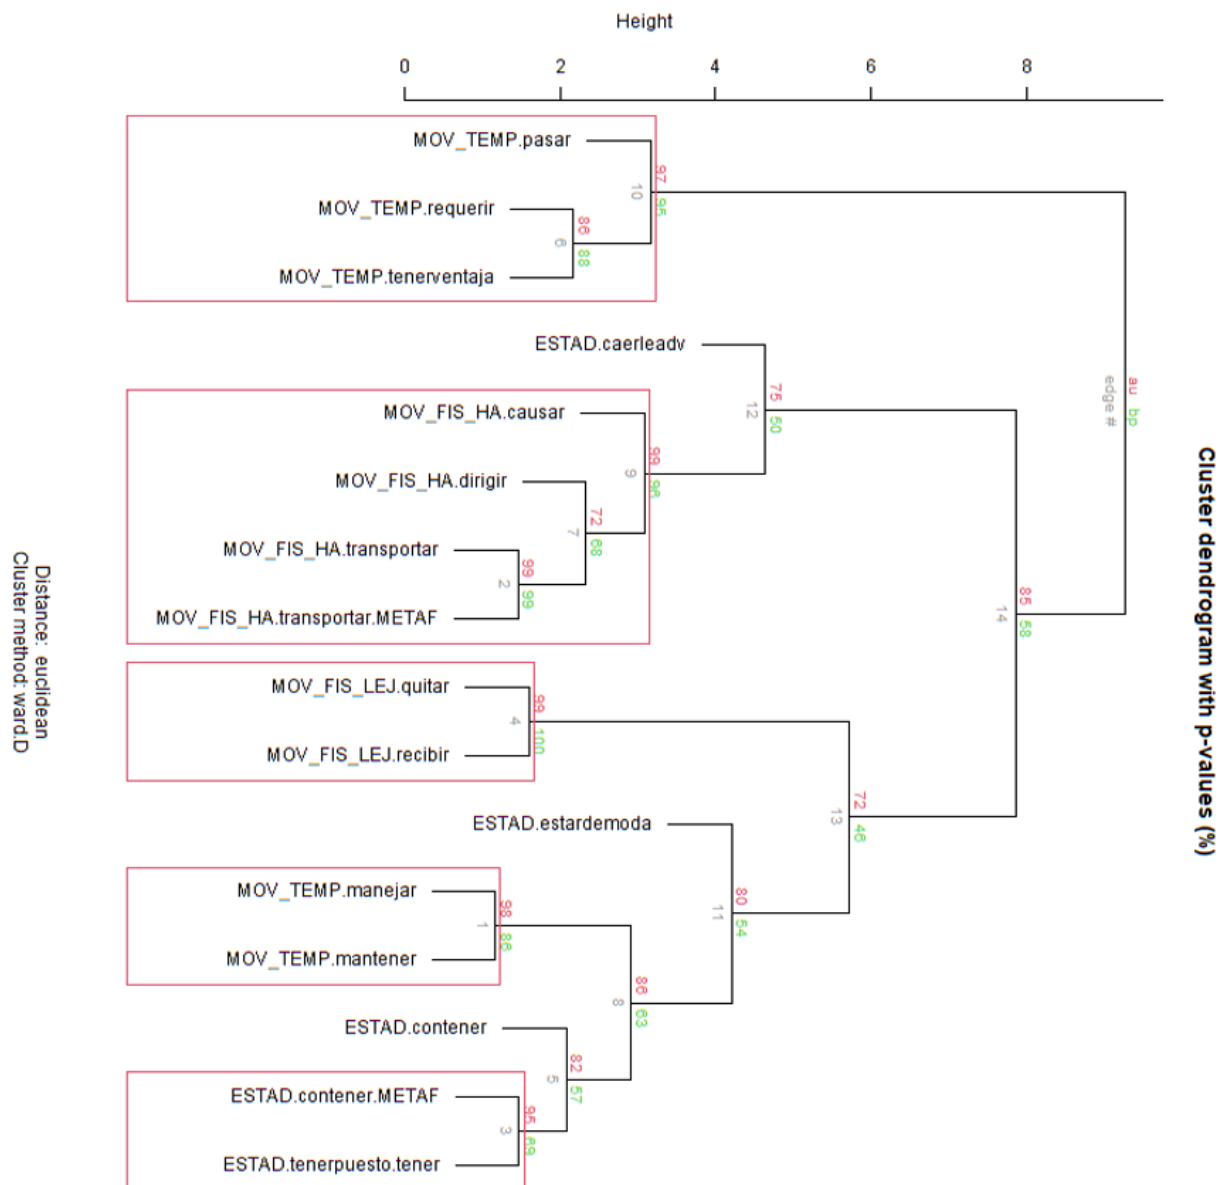 Height
0 2 4 6 8
MOV_TEMP.pasar
97
10
95
MOV_TEMP.requerir
86
6
88
MOV_TEMP.tenerventaja
ESTAD.caerleadv
au bp
edge #
75
12
50
MOV_FIS_HA.causar
99
9
96
MOV_FIS_HA.dirigir
72
7
68
MOV_FIS_HA.transportar
99
2
99
MOV_FIS_HA.transportar.METAF
85
14
58
MOV_FIS_LEJ.quitar
99
4
100
MOV_FIS_LEJ.recibir
ESTAD.estardemoda
72
13
46
MOV_TEMP.manejar
98
1
86
80
11
54
MOV_TEMP.mantener
86
8
63
ESTAD.contener
82
5
57
ESTAD.contener.METAF
95
3
69
ESTAD.tenerpuesto.tener
Cluster dendrogram with p-values (%)
Distance: euclidean
Cluster method: ward.D